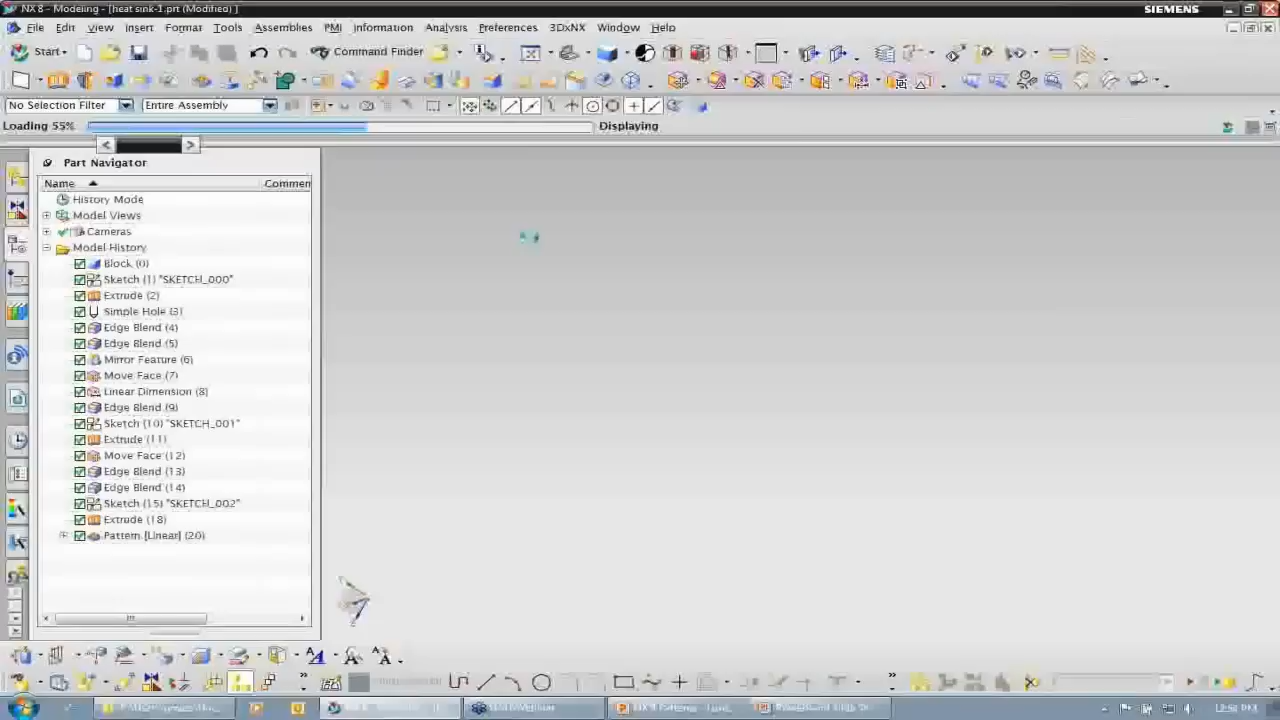 NX 8 - Modeling - [heat sink-1.prt (Modified) ]
SIEMENS
File Edit View Insert Format Tools Assemblies PMI Information Analysis Preferences 3DxNX Window Help
Start Command Finder
No Selection Filter Entire Assembly
Loading 55% Displaying
Part Navigator
Name Commen
History Mode
Model Views
Cameras
Model History
Block (0)
Sketch (1) "SKETCH_000"
Extrude (2)
Simple Hole (3)
Edge Blend (4)
Edge Blend (5)
Mirror Feature (6)
Move Face (7)
Linear Dimension (8)
Edge Blend (9)
Sketch (10) "SKETCH_001"
Extrude (11)
Move Face (12)
Edge Blend (13)
Edge Blend (14)
Sketch (15) "SKETCH_002"
Extrude (18)
Pattern [Linear] (20)